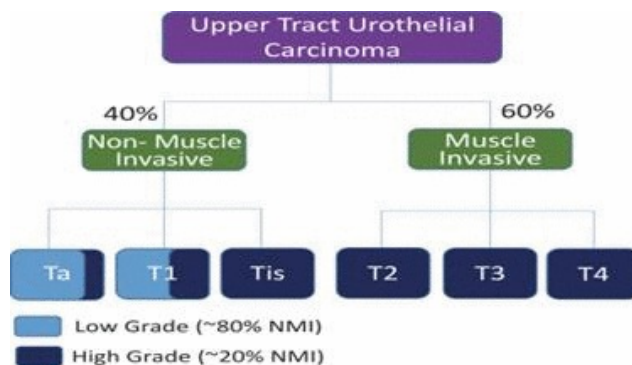 Upper Tract Urothelial
Carcinoma
40%
60%
Non- Muscle
Invasive
Muscle
Invasive
Ta
T1
Tis
T2
T3
T4
Low Grade (~80% NMI)
High Grade (~20% NMI)